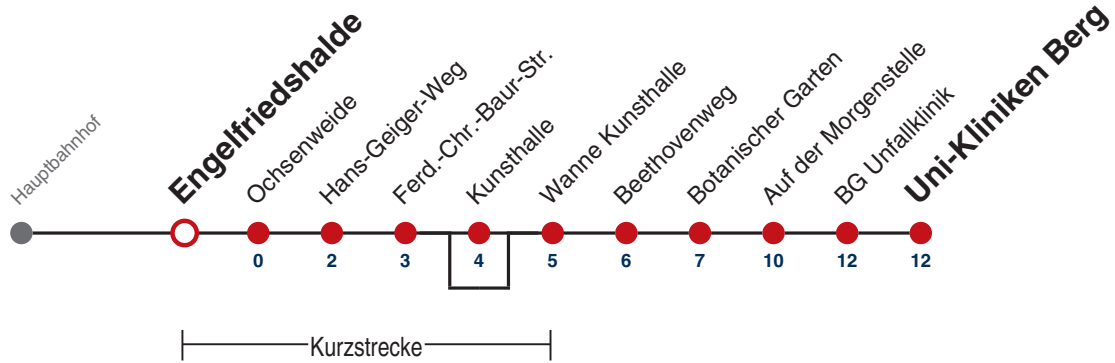 Hauptbahnhof
Engelfriedshalde
Ochsenweide
Hans-Geiger-Weg
Ferd.-Chr.-Baur-Str.
Kunsthalle
Wanne Kunsthalle
Beethovenweg
Botanischer Garten
Auf der Morgenstelle
BG Unfallklinik
Uni-Kliniken Berg
0 2 3 4 5 6 7 10 12 12
Kurzstrecke